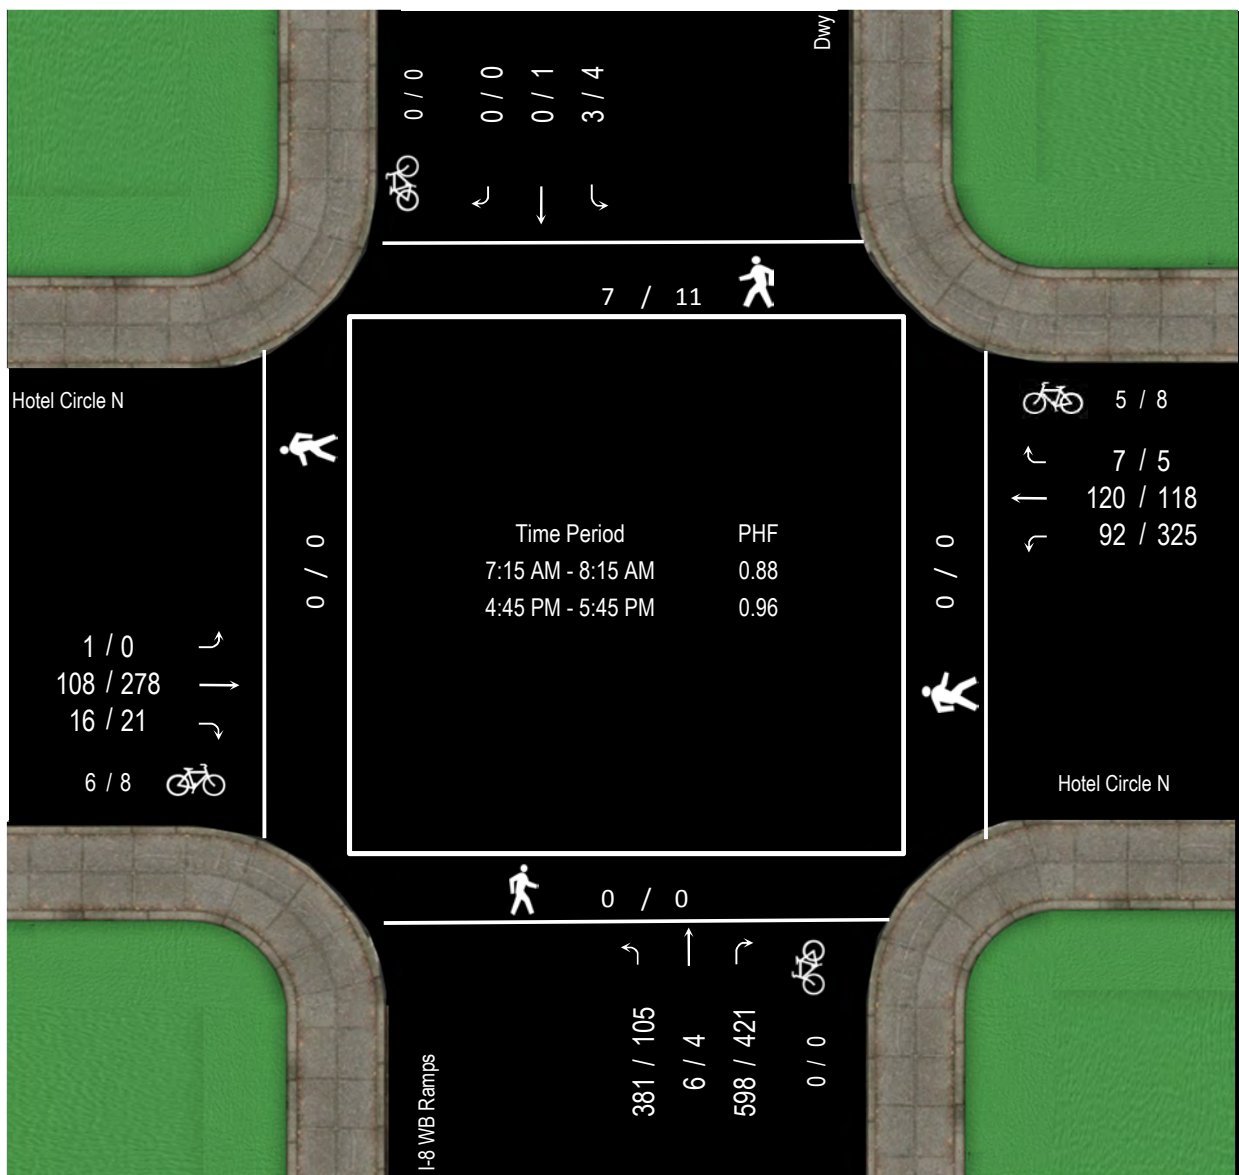 Dwy
0 / 0
0 / 0
0 / 1
3 / 4
7 / 11
Hotel Circle N
5 / 8
7 / 5
120 / 118
92 / 325
0 / 0
0 / 0
Time Period PHF
7:15 AM - 8:15 AM 0.88
4:45 PM - 5:45 PM 0.96
1 / 0
108 / 278
16 / 21
6 / 8
Hotel Circle N
0 / 0
I-8 WB Ramps
381 / 105
6 / 4
598 / 421
0 / 0